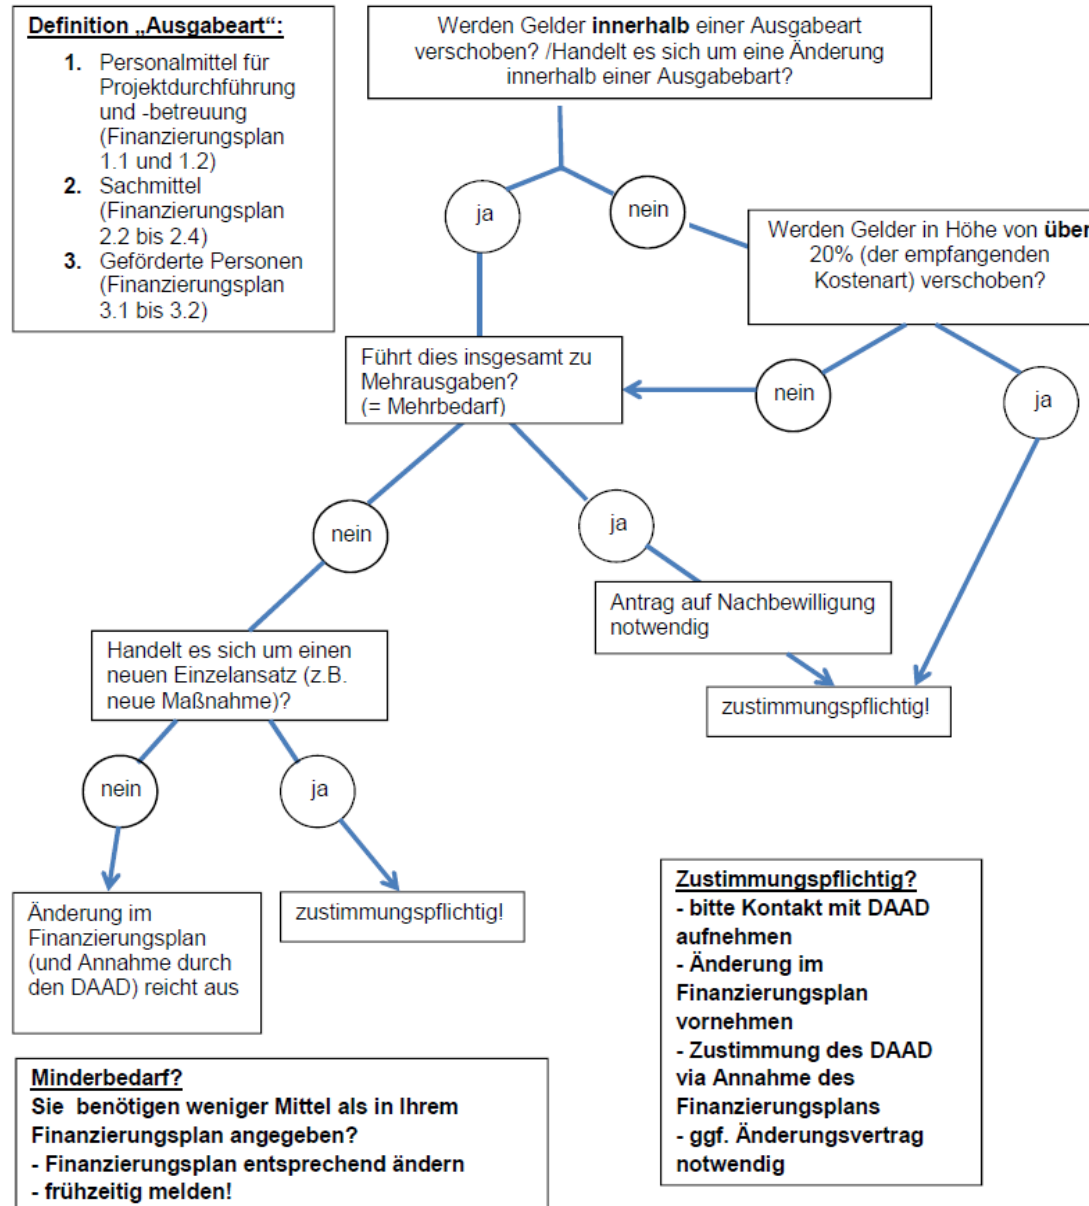 Definition „Ausgabeart“:
1. Personalmittel für
Projektdurchführung
und -betreuung
(Finanzierungsplan
1.1 und 1.2)
2. Sachmittel
(Finanzierungsplan
2.2 bis 2.4)
3. Geförderte Personen
(Finanzierungsplan
3.1 bis 3.2)
Werden Gelder innerhalb einer Ausgabeart
verschoben? /Handelt es sich um eine Änderung
innerhalb einer Ausgabebart?
ja
nein
Werden Gelder in Höhe von über
20% (der empfangenden
Kostenart) verschoben?
Führt dies insgesamt zu
Mehrausgaben?
(= Mehrbedarf)
nein
ja
nein
ja
Antrag auf Nachbewilligung
notwendig
Handelt es sich um einen
neuen Einzelansatz (z.B.
neue Maßnahme)?
zustimmungspflichtig!
nein
ja
Änderung im
Finanzierungsplan
(und Annahme durch
den DAAD) reicht aus
zustimmungspflichtig!
Zustimmungspflichtig?
- bitte Kontakt mit DAAD
aufnehmen
- Änderung im
Finanzierungsplan
vornehmen
- Zustimmung des DAAD
via Annahme des
Finanzierungsplans
- ggf. Änderungsvertrag
notwendig
Minderbedarf?
Sie benötigen weniger Mittel als in Ihrem
Finanzierungsplan angegeben?
- Finanzierungsplan entsprechend ändern
- frühzeitig melden!